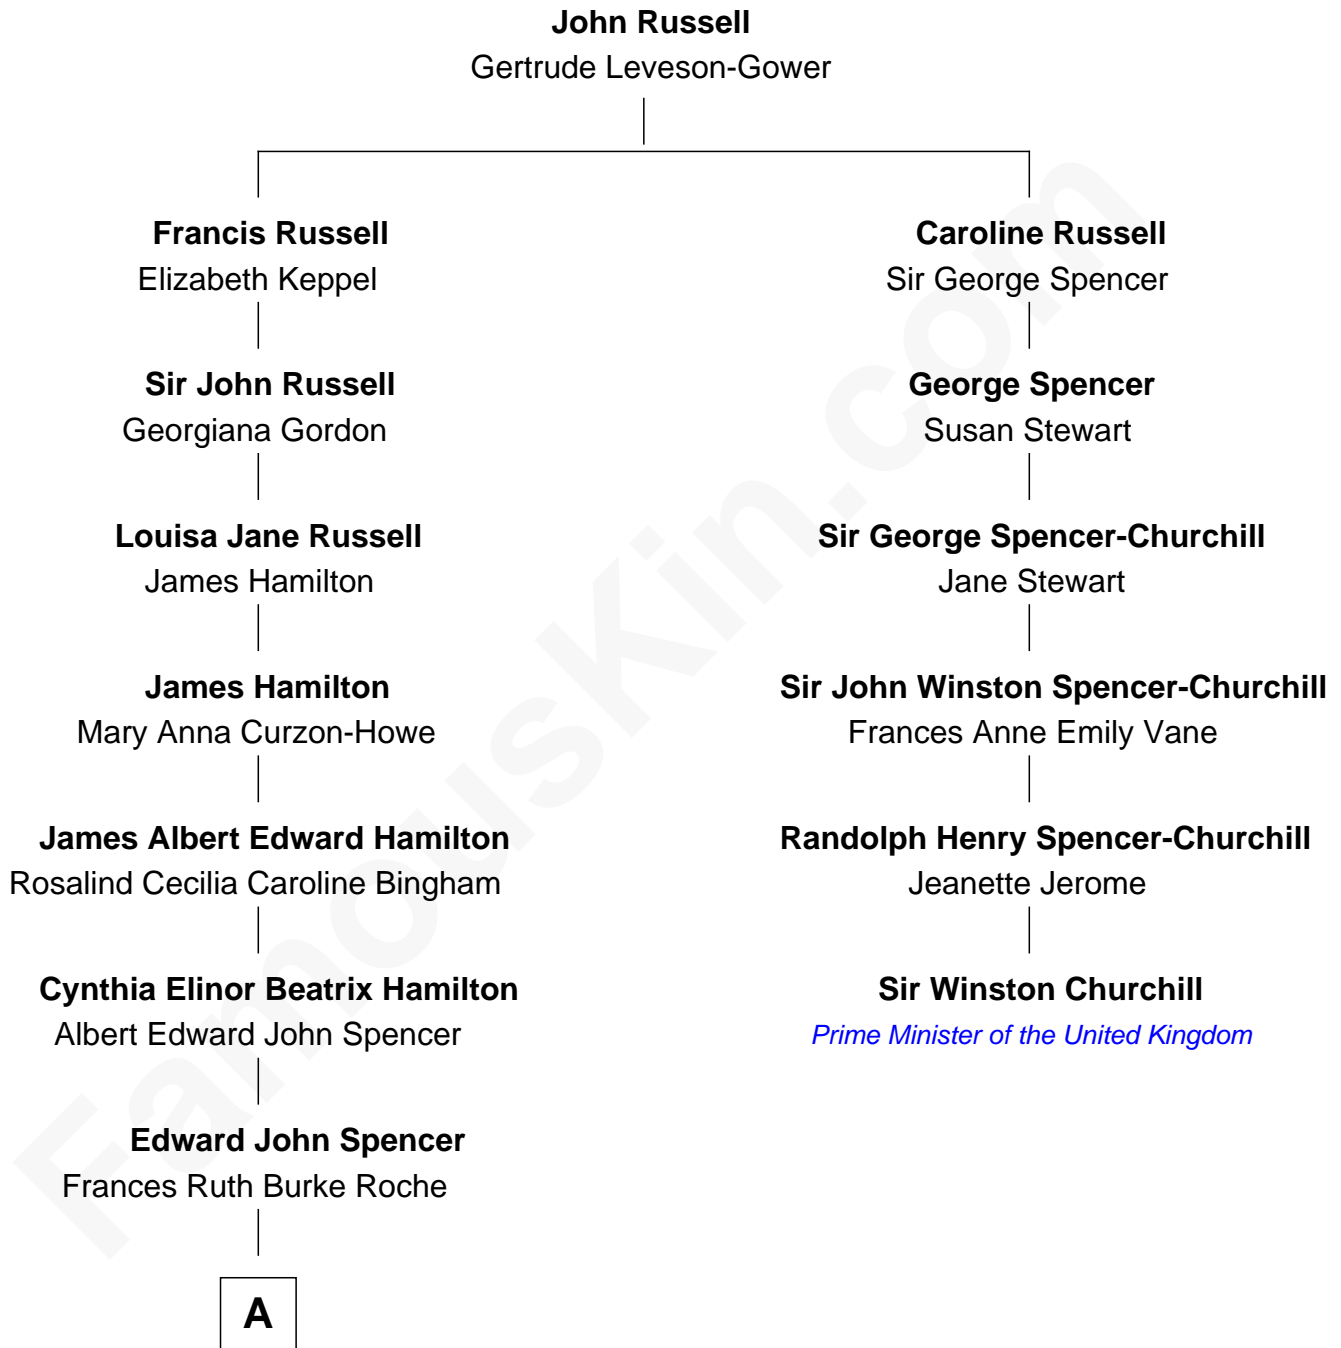 John Russell
Gertrude Leveson-Gower
Francis Russell
Elizabeth Keppel
Caroline Russell
Sir George Spencer
Sir John Russell
Georgiana Gordon
George Spencer
Susan Stewart
Louisa Jane Russell
James Hamilton
Sir George Spencer-Churchill
Jane Stewart
James Hamilton
Mary Anna Curzon-Howe
Sir John Winston Spencer-Churchill
Frances Anne Emily Vane
James Albert Edward Hamilton
Rosalind Cecilia Caroline Bingham
Randolph Henry Spencer-Churchill
Jeanette Jerome
Cynthia Elinor Beatrix Hamilton
Albert Edward John Spencer
Sir Winston Churchill
Prime Minister of the United Kingdom
Edward John Spencer
Frances Ruth Burke Roche
A
FamousKin.com